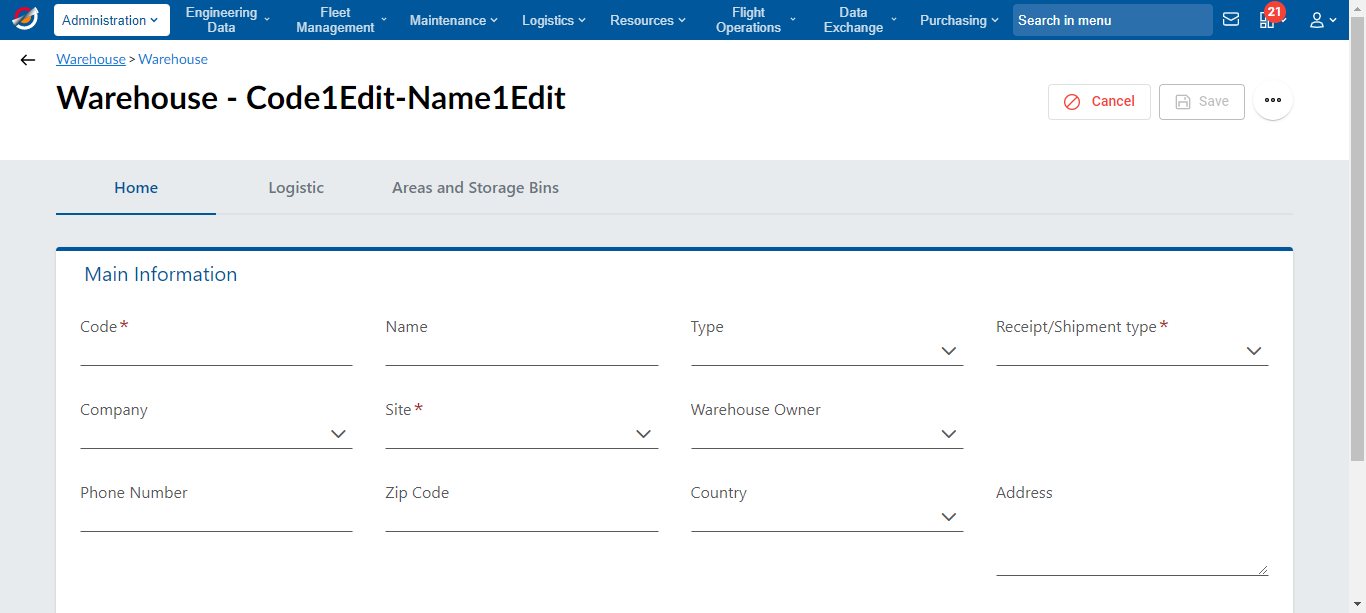 Administration
Engineering
Data
Fleet
Management
Maintenance
Logistics
Resources
Flight
Operations
Data
Exchange
Purchasing
Search in menu
21
Warehouse > Warehouse
Warehouse - Code1Edit-Name1Edit
Cancel
Save
Home
Logistic
Areas and Storage Bins
Main Information
Code*
Name
Type
Receipt/Shipment type*
Company
Site*
Warehouse Owner
Phone Number
Zip Code
Country
Address